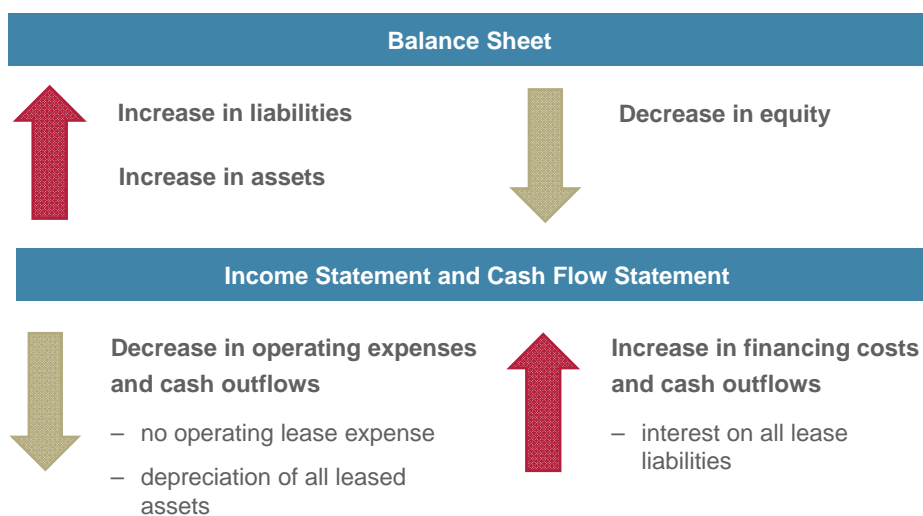 Balance Sheet
Increase in liabilities
Increase in assets
Decrease in equity
Income Statement and Cash Flow Statement
Decrease in operating expenses
and cash outflows
– no operating lease expense
– depreciation of all leased
assets
Increase in financing costs
and cash outflows
– interest on all lease
liabilities